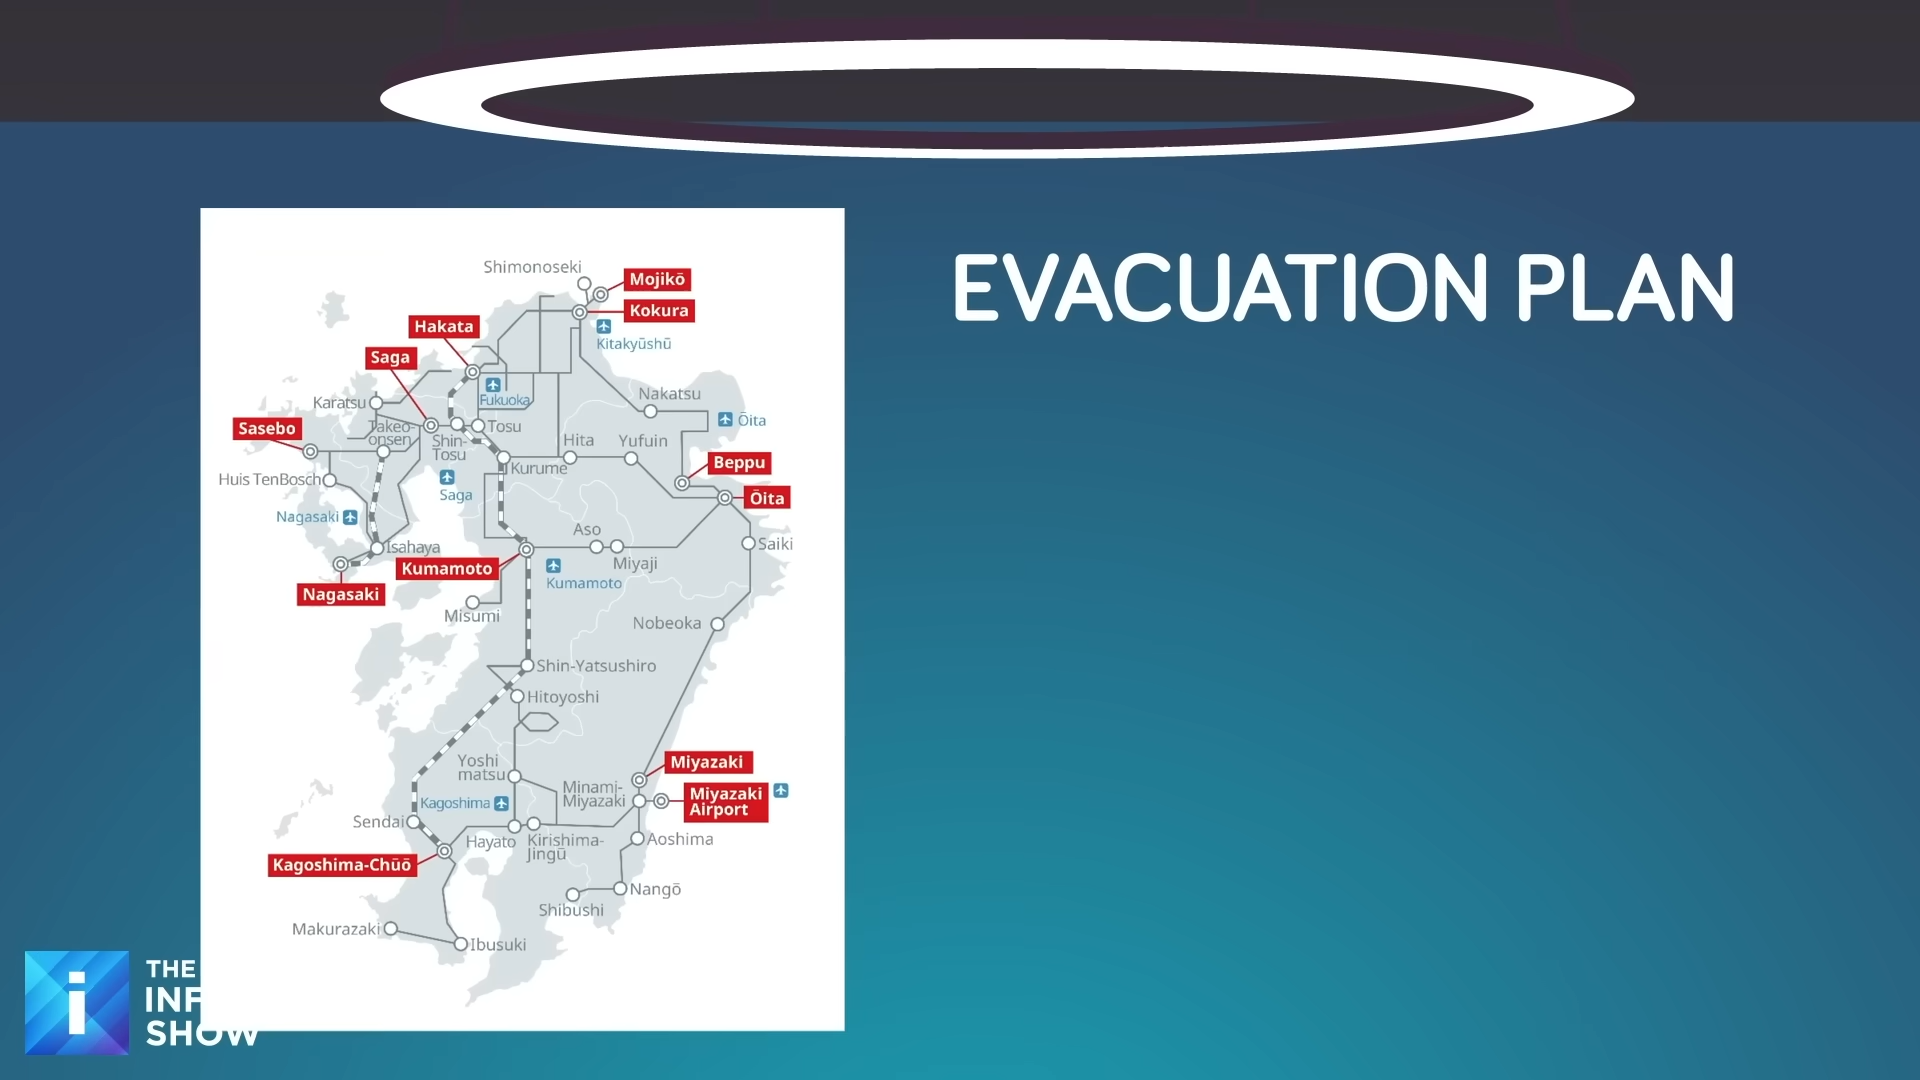 EVACUATION PLAN
Shimonoseki
Mojikō
Kokura
Hakata
Kitakyūshū
Saga
Fukuoka
Nakatsu
Karatsu
Ōita
Sasebo
Takeo-
onsen
Shin-
Tosu
Tosu
Hita
Yufuin
Beppu
Kurume
Huis TenBosch
Saga
Ōita
Nagasaki
Aso
Saiki
Isahaya
Kumamoto
Miyaji
Kumamoto
Nagasaki
Misumi
Nobeoka
Shin-Yatsushiro
Hitoyoshi
Yoshi
matsu
Miyazaki
Minami-
Miyazaki
Miyazaki
Airport
Kagoshima
Sendai
Hayato
Kirishima-
Jingū
Aoshima
Kagoshima-Chūō
Nangō
Shibushi
Makurazaki
Ibusuki
i
THE
INF
SHOW